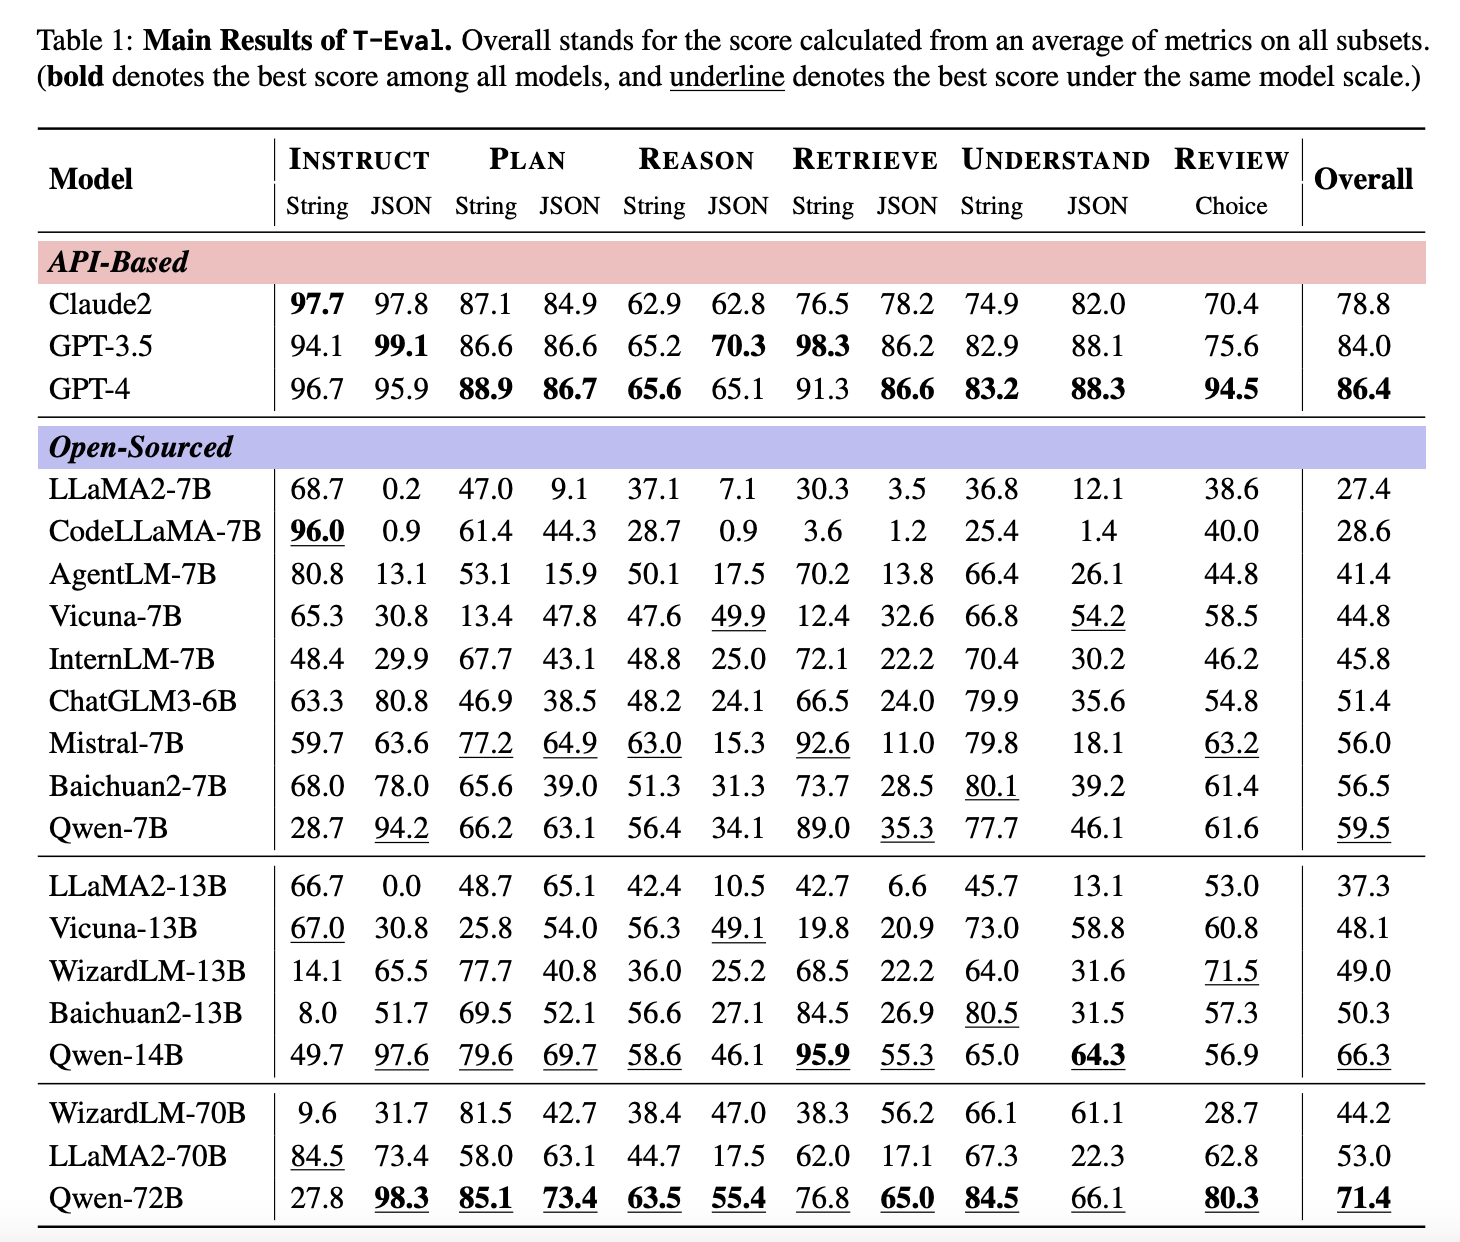 Table 1: Main Results of T-Eval. Overall stands for the score calculated from an average of metrics on all subsets.
(bold denotes the best score among all models, and underline denotes the best score under the same model scale.)
Model INSTRUCT PLAN REASON RETRIEVE UNDERSTAND REVIEW Overall
String JSON String JSON String JSON String JSON String JSON Choice
API-Based
Claude2 97.7 97.8 87.1 84.9 62.9 62.8 76.5 78.2 74.9 82.0 70.4 78.8
GPT-3.5 94.1 99.1 86.6 86.6 65.2 70.3 98.3 86.2 82.9 88.1 75.6 84.0
GPT-4 96.7 95.9 88.9 86.7 65.6 65.1 91.3 86.6 83.2 88.3 94.5 86.4
Open-Sourced
LLaMA2-7B 68.7 0.2 47.0 9.1 37.1 7.1 30.3 3.5 36.8 12.1 38.6 27.4
CodeLLaMA-7B 96.0 0.9 61.4 44.3 28.7 0.9 3.6 1.2 25.4 1.4 40.0 28.6
AgentLM-7B 80.8 13.1 53.1 15.9 50.1 17.5 70.2 13.8 66.4 26.1 44.8 41.4
Vicuna-7B 65.3 30.8 13.4 47.8 47.6 49.9 12.4 32.6 66.8 54.2 58.5 44.8
InternLM-7B 48.4 29.9 67.7 43.1 48.8 25.0 72.1 22.2 70.4 30.2 46.2 45.8
ChatGLM3-6B 63.3 80.8 46.9 38.5 48.2 24.1 66.5 24.0 79.9 35.6 54.8 51.4
Mistral-7B 59.7 63.6 77.2 64.9 63.0 15.3 92.6 11.0 79.8 18.1 63.2 56.0
Baichuan2-7B 68.0 78.0 65.6 39.0 51.3 31.3 73.7 28.5 80.1 39.2 61.4 56.5
Qwen-7B 28.7 94.2 66.2 63.1 56.4 34.1 89.0 35.3 77.7 46.1 61.6 59.5
LLaMA2-13B 66.7 0.0 48.7 65.1 42.4 10.5 42.7 6.6 45.7 13.1 53.0 37.3
Vicuna-13B 67.0 30.8 25.8 54.0 56.3 49.1 19.8 20.9 73.0 58.8 60.8 48.1
WizardLM-13B 14.1 65.5 77.7 40.8 36.0 25.2 68.5 22.2 64.0 31.6 71.5 49.0
Baichuan2-13B 8.0 51.7 69.5 52.1 56.6 27.1 84.5 26.9 80.5 31.5 57.3 50.3
Qwen-14B 49.7 97.6 79.6 69.7 58.6 46.1 95.9 55.3 65.0 64.3 56.9 66.3
WizardLM-70B 9.6 31.7 81.5 42.7 38.4 47.0 38.3 56.2 66.1 61.1 28.7 44.2
LLaMA2-70B 84.5 73.4 58.0 63.1 44.7 17.5 62.0 17.1 67.3 22.3 62.8 53.0
Qwen-72B 27.8 98.3 85.1 73.4 63.5 55.4 76.8 65.0 84.5 66.1 80.3 71.4